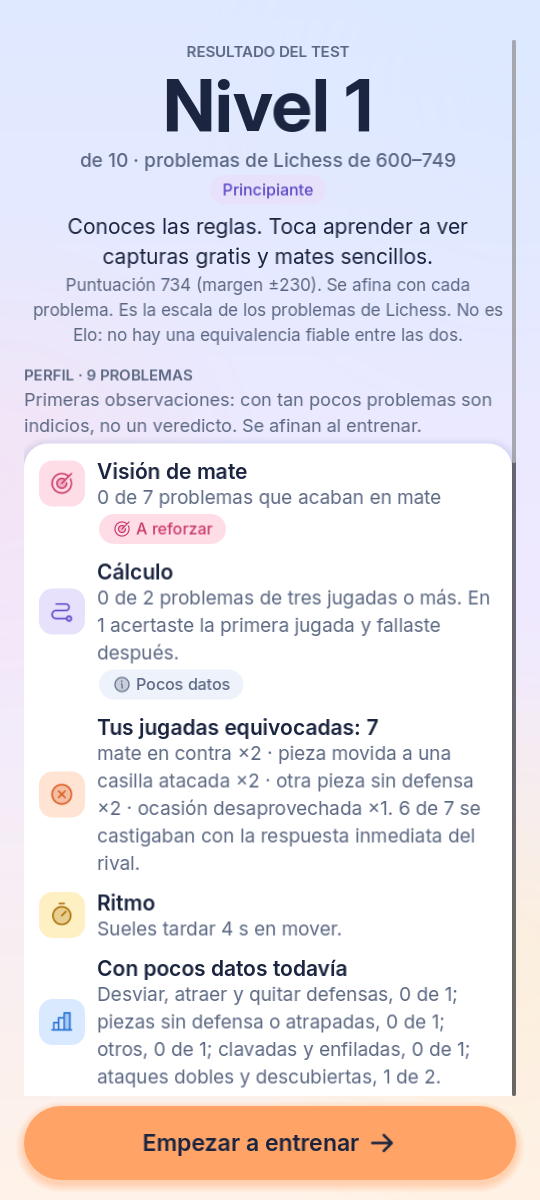 RESULTADO DEL TEST
Nivel 1
de 10 · problemas de Lichess de 600–749
Principiante
Conoces las reglas. Toca aprender a ver
capturas gratis y mates sencillos.
Puntuación 734 (margen ±230). Se afina con cada
problema. Es la escala de los problemas de Lichess. No es
Elo: no hay una equivalencia fiable entre las dos.
PERFIL · 9 PROBLEMAS
Primeras observaciones: con tan pocos problemas son
indicios, no un veredicto. Se afinan al entrenar.
Visión de mate
0 de 7 problemas que acaban en mate
A reforzar
Cálculo
0 de 2 problemas de tres jugadas o más. En
1 acertaste la primera jugada y fallaste
después.
Pocos datos
Tus jugadas equivocadas: 7
mate en contra ×2 · pieza movida a una
casilla atacada ×2 · otra pieza sin defensa
×2 · ocasión desaprovechada ×1. 6 de 7 se
castigaban con la respuesta inmediata del
rival.
Ritmo
Sueles tardar 4 s en mover.
Con pocos datos todavía
Desviar, atraer y quitar defensas, 0 de 1;
piezas sin defensa o atrapadas, 0 de 1;
otros, 0 de 1; clavadas y enfiladas, 0 de 1;
ataques dobles y descubiertas, 1 de 2.
Empezar a entrenar →